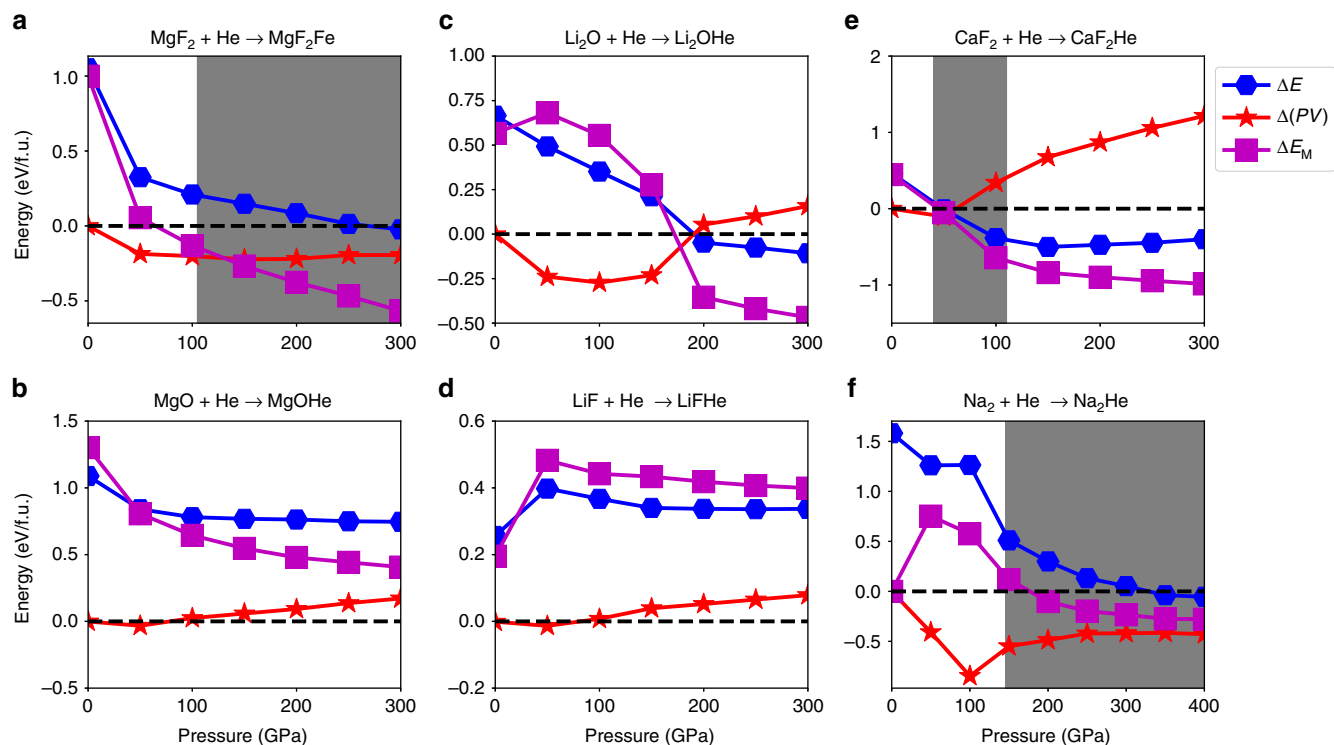 a
MgF2 + He → MgF2Fe
1.0
0.5
0.0
−0.5
0
100
200
300
Energy (eV/f.u.)
c
Li2O + He → Li2OHe
1.00
0.75
0.50
0.25
0.00
−0.25
−0.50
0
100
200
300
e
CaF2 + He → CaF2He
2
1
0
−1
0
100
200
300
ΔE
Δ(PV)
ΔEM
b
MgO + He → MgOHe
1.5
1.0
0.5
0.0
−0.5
0
100
200
300
Energy (eV/f.u.)
Pressure (GPa)
d
LiF + He → LiFHe
0.6
0.4
0.2
0.0
−0.2
0
100
200
300
Pressure (GPa)
f
Na2 + He → Na2He
1.5
1.0
0.5
0.0
−0.5
0
100
200
300
400
Pressure (GPa)